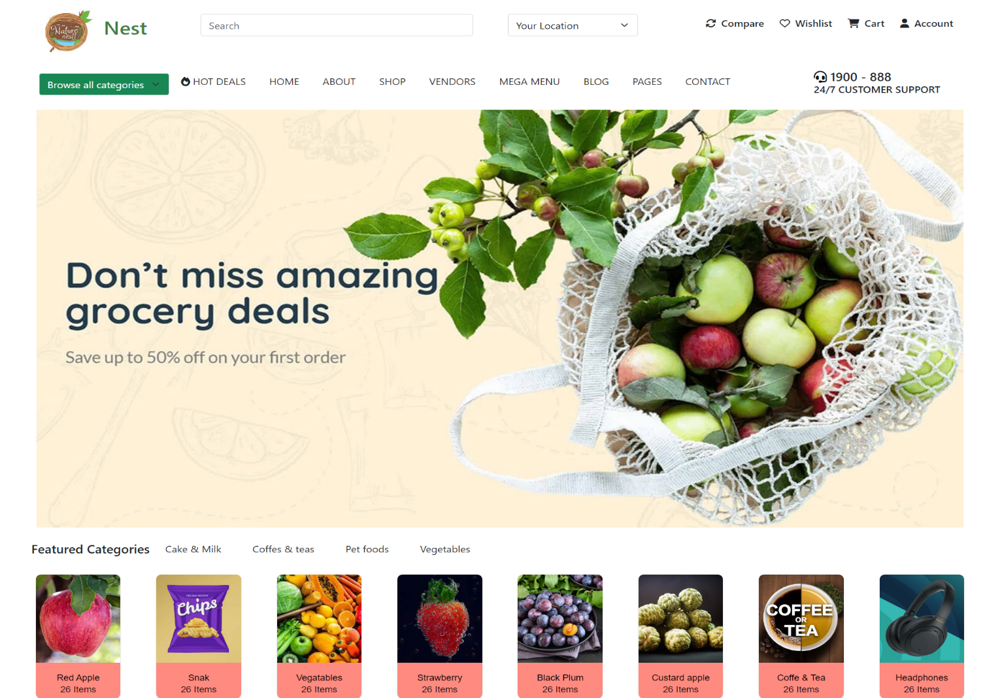 Nature
nest
Nest
Search
Your Location
Compare
Wishlist
Cart
Account
Browse all categories
HOT DEALS
HOME
ABOUT
SHOP
VENDORS
MEGA MENU
BLOG
PAGES
CONTACT
1900 - 888
24/7 CUSTOMER SUPPORT
Don't miss amazing
grocery deals
Save up to 50% off on your first order
Featured Categories
Cake & Milk
Coffes & teas
Pet foods
Vegetables
Chips
COFFEE
OR
TEA
Red Apple
26 Items
Snak
26 Items
Vegatables
26 Items
Strawberry
26 Items
Black Plum
26 Items
Custard apple
26 Items
Coffe & Tea
26 Items
Headphones
26 Items